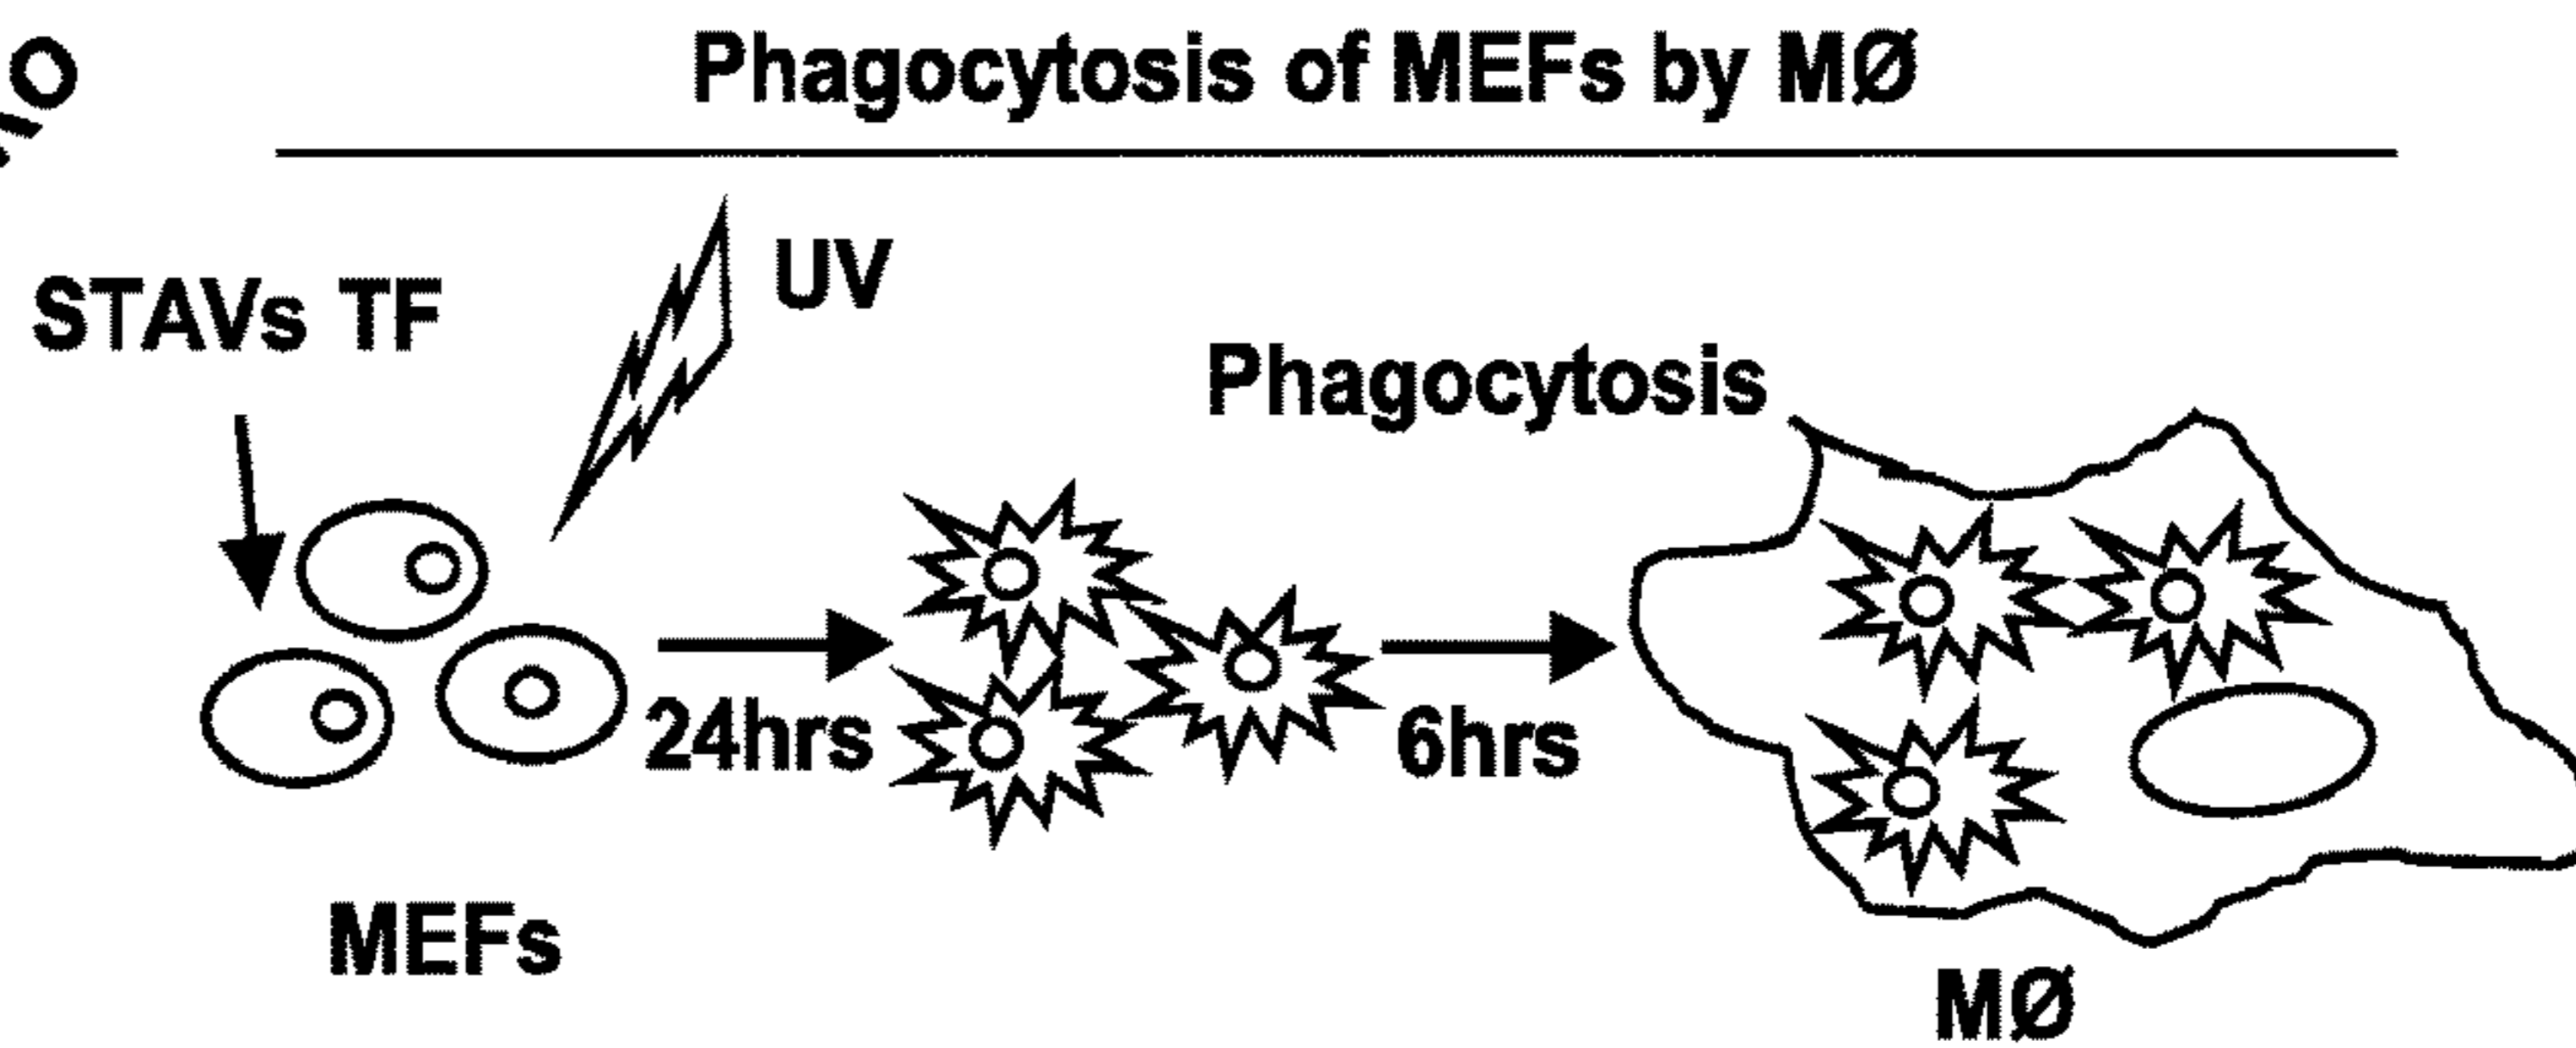 Phagocytosis of MEFs by MØ
UV
STAVs TF
Phagocytosis
24hrs
6hrs
MEFs
MØ